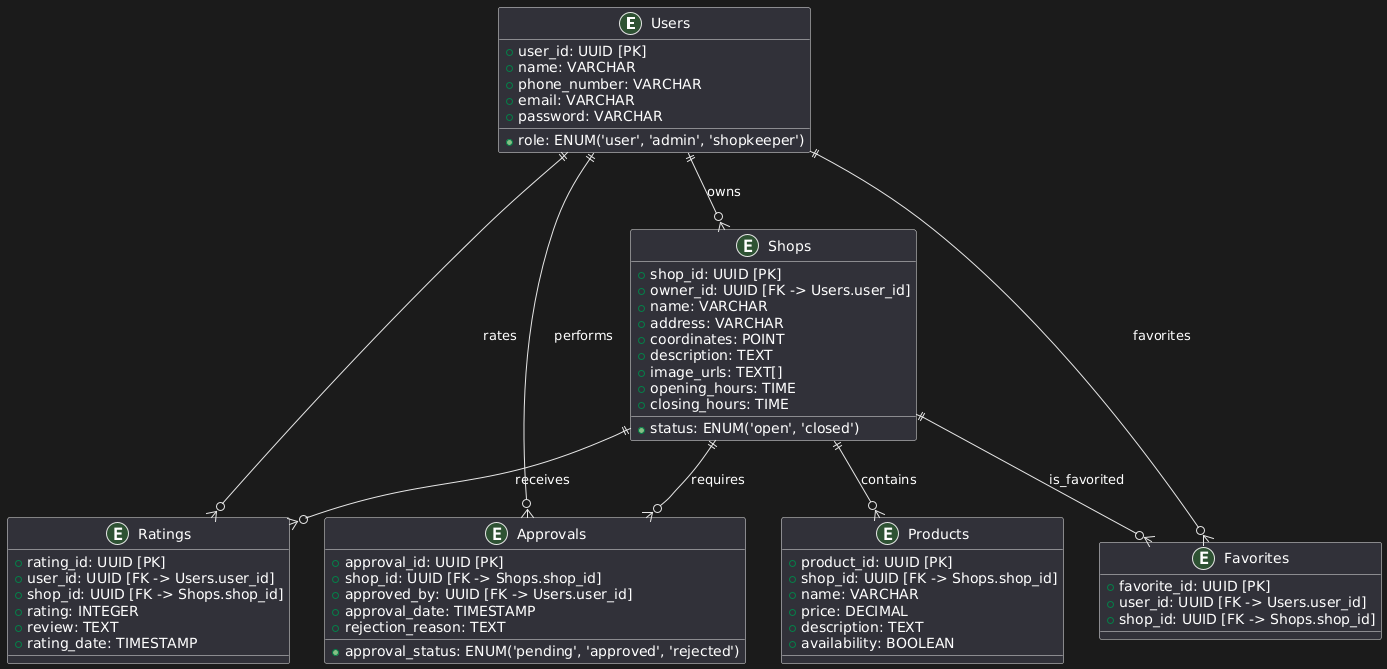 E Users
user_id: UUID [PK]
name: VARCHAR
phone_number: VARCHAR
email: VARCHAR
password: VARCHAR
role: ENUM('user', 'admin', 'shopkeeper')
owns
E Shops
shop_id: UUID [PK]
owner_id: UUID [FK -> Users.user_id]
name: VARCHAR
address: VARCHAR
coordinates: POINT
description: TEXT
image_urls: TEXT[]
opening_hours: TIME
closing_hours: TIME
status: ENUM('open', 'closed')
rates
performs
favorites
receives
requires
contains
is_favorited
E Ratings
rating_id: UUID [PK]
user_id: UUID [FK -> Users.user_id]
shop_id: UUID [FK -> Shops.shop_id]
rating: INTEGER
review: TEXT
rating_date: TIMESTAMP
E Approvals
approval_id: UUID [PK]
shop_id: UUID [FK -> Shops.shop_id]
approved_by: UUID [FK -> Users.user_id]
approval_date: TIMESTAMP
rejection_reason: TEXT
approval_status: ENUM('pending', 'approved', 'rejected')
E Products
product_id: UUID [PK]
shop_id: UUID [FK -> Shops.shop_id]
name: VARCHAR
price: DECIMAL
description: TEXT
availability: BOOLEAN
E Favorites
favorite_id: UUID [PK]
user_id: UUID [FK -> Users.user_id]
shop_id: UUID [FK -> Shops.shop_id]